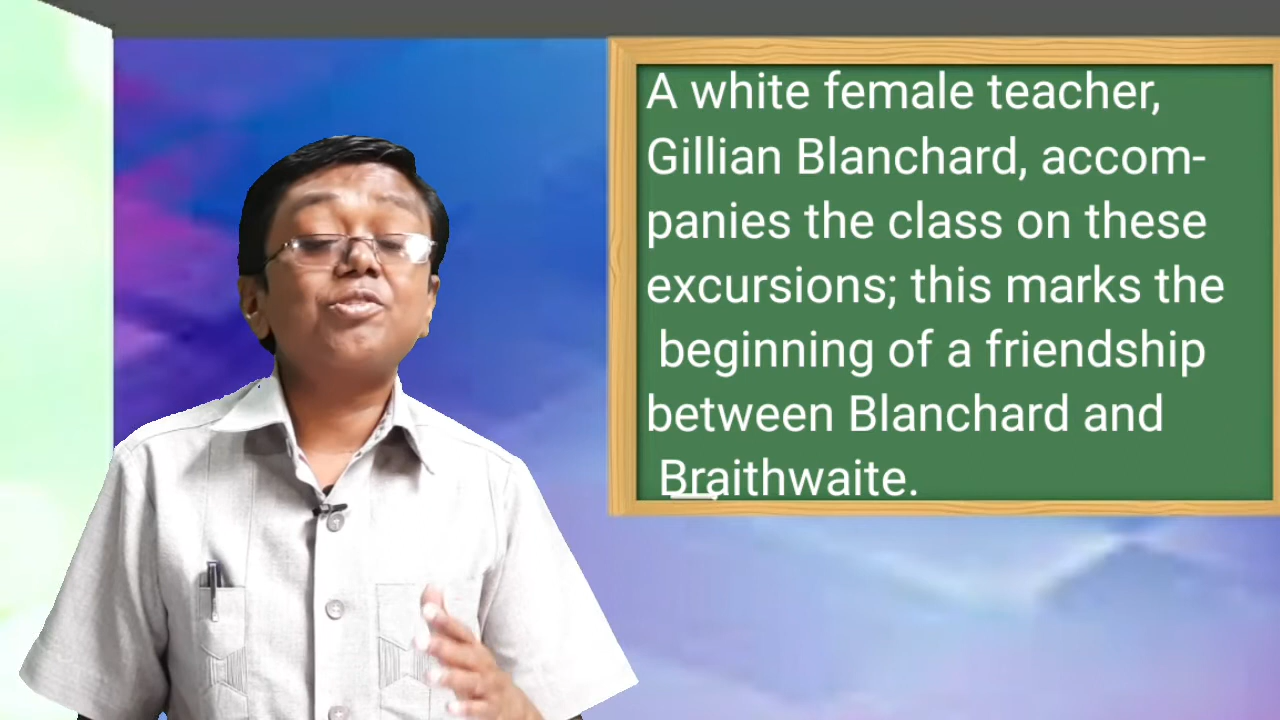 A white female teacher,
Gillian Blanchard, accom-
panies the class on these
excursions; this marks the
beginning of a friendship
between Blanchard and
Braithwaite.